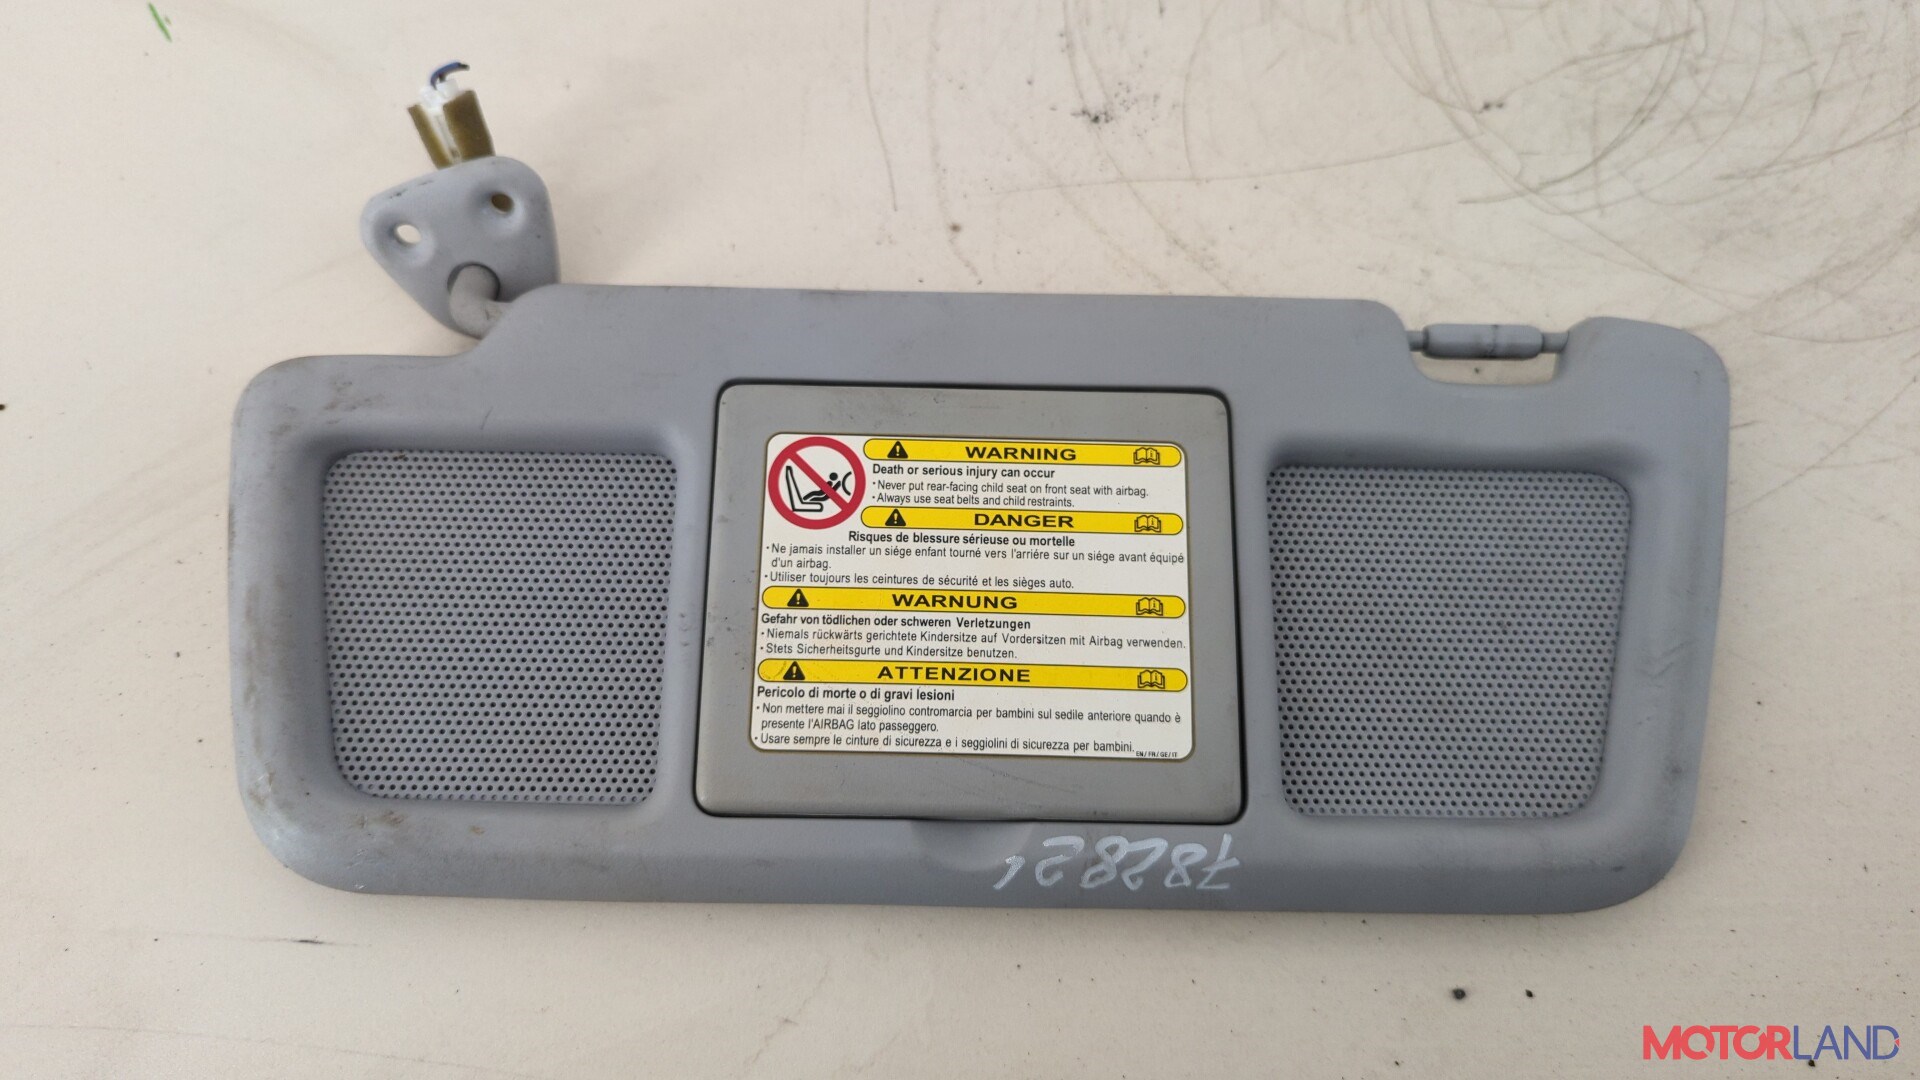 WARNING
Death or serious injury can occur
·Never put rear-facing child seat on front seat with airbag.
·Always use seat belts and child restraints.
DANGER
Risques de blessure sérieuse ou mortelle
·Ne jamais installer un siége enfant tourné vers l'arriére sur un siége avant équipé
d'un airbag.
·Utiliser toujours les ceintures de sécurité et les sièges auto.
WARNUNG
Gefahr von tödlichen oder schweren Verletzungen
·Niemals rückwärts gerichtete Kindersitze auf Vordersitzen mit Airbag verwenden.
·Stets Sicherheitsgurte und Kindersitze benutzen.
ATTENZIONE
Pericolo di morte o di gravi lesioni
·Non mettere mai il seggiolino contromarcia per bambini sul sedile anteriore quando è
presente l'AIRBAG lato passeggero.
·Usare sempre le cinture di sicurezza e i seggiolini di sicurezza per bambini.
EN/FR/GE/IT
MOTORLAND